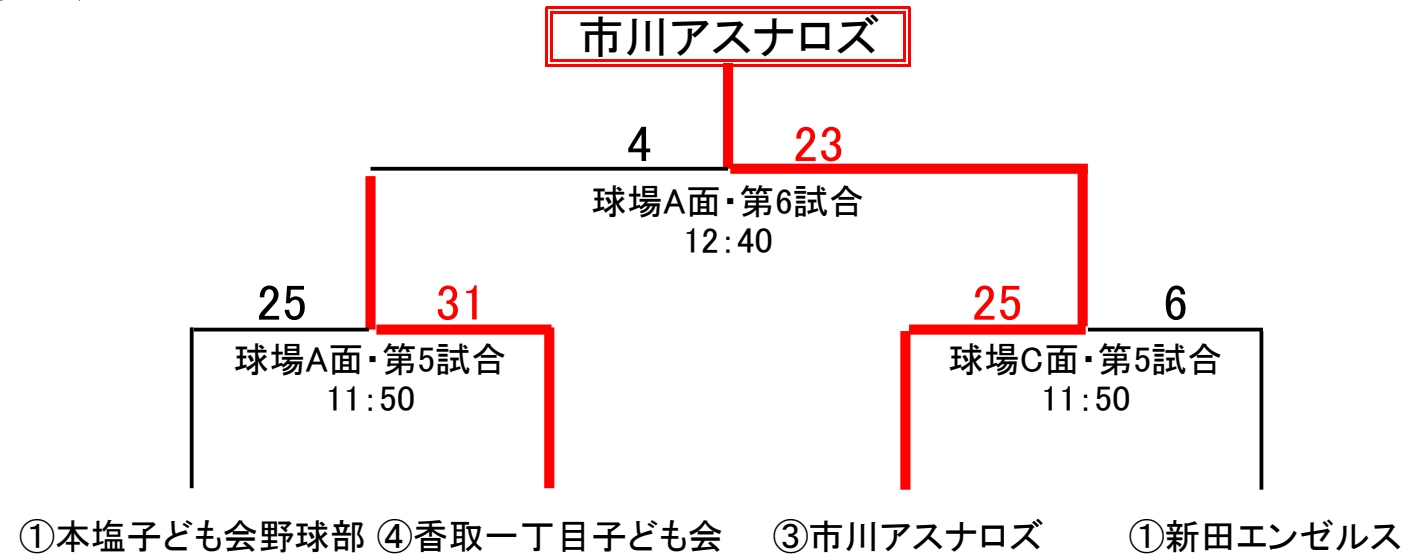 市川アスナロズ
4 23
球場A面・第6試合
12:40
25 31 25 6
球場A面・第5試合 球場C面・第5試合
11:50 11:50
①本塩子ども会野球部 ④香取一丁目子ども会 ③市川アスナロズ ①新田エンゼルス